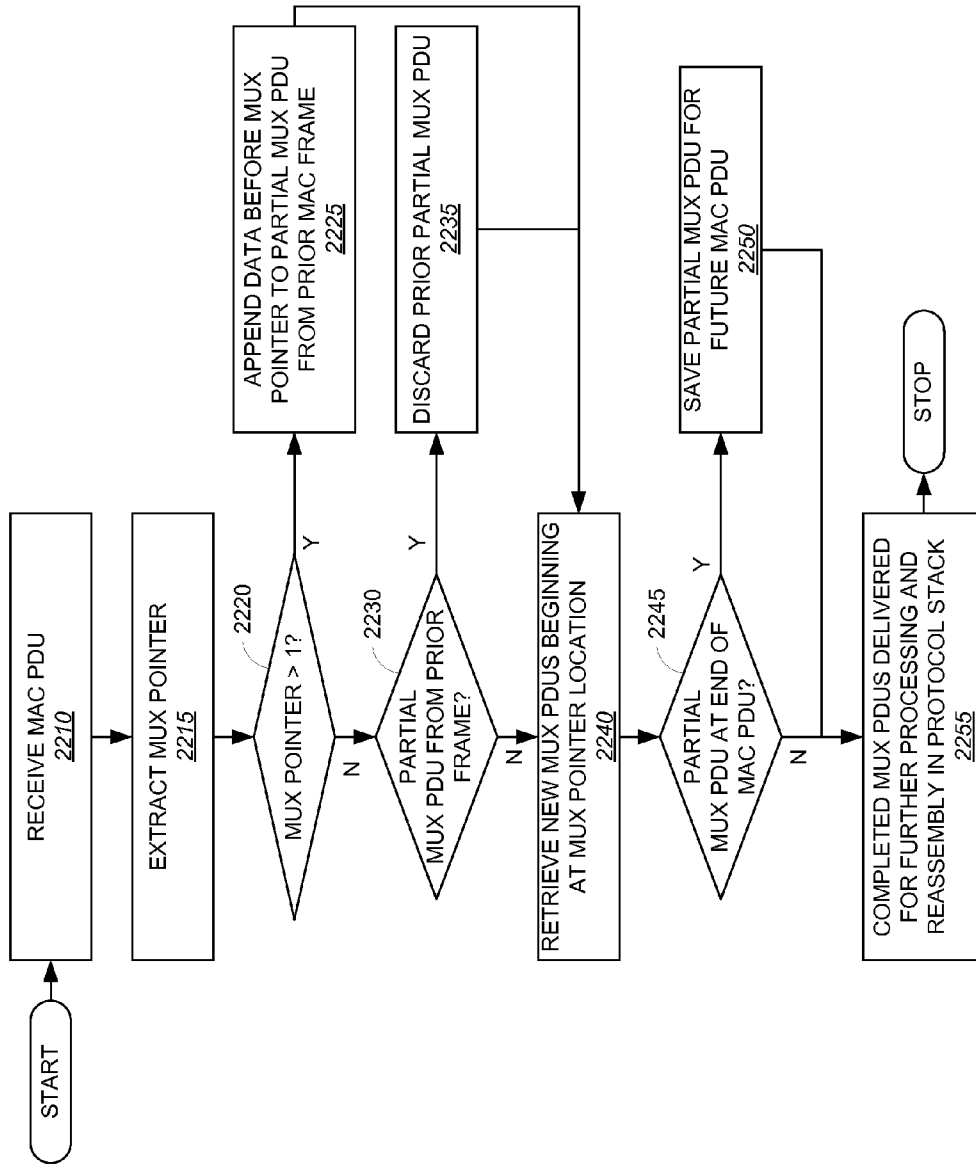 START
RECEIVE MAC PDU
2210
EXTRACT MUX POINTER
2215
2220
MUX POINTER > 1?
Y
N
APPEND DATA BEFORE MUX
POINTER TO PARTIAL MUX PDU
FROM PRIOR MAC FRAME
2225
2230
PARTIAL
MUX PDU FROM PRIOR
FRAME?
Y
N
DISCARD PRIOR PARTIAL MUX PDU
2235
RETRIEVE NEW MUX PDUS BEGINNING
AT MUX POINTER LOCATION
2240
2245
PARTIAL
MUX PDU AT END OF
MAC PDU?
Y
N
SAVE PARTIAL MUX PDU FOR
FUTURE MAC PDU
2250
COMPLETED MUX PDUS DELIVERED
FOR FURTHER PROCESSING AND
REASSEMBLY IN PROTOCOL STACK
2255
STOP